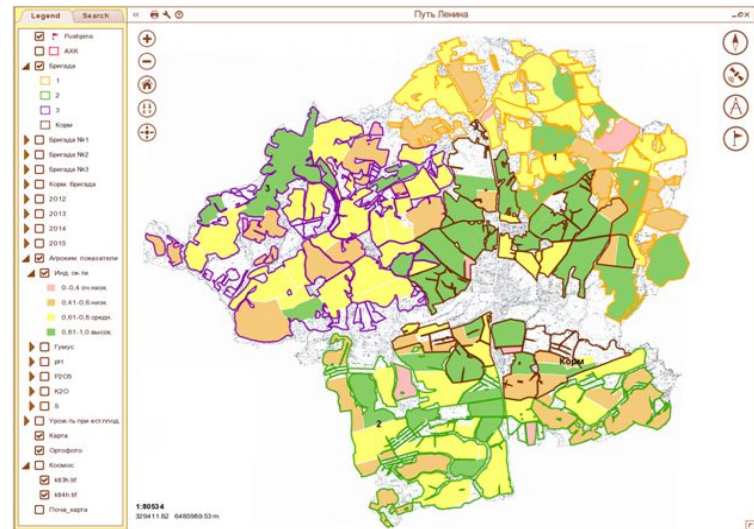 Legend
Search
Путь Ленина
Pushpins
АХК
Бригада
1
2
3
Корм
Бригада №1
Бригада №2
Бригада №3
Корм. бригада
2012
2013
2014
2015
Агрохим. показатели
Инд. ок-ти
0-0,4 оч.низк.
0,41-0,6 низк.
0,61-0,8 средн.
0,81-1,0 высок.
Гумус
pH
P2O5
K2O
S
Урож-ть при ест.плод.
Карта
Ортофото
Космос
k83h.tif
k84h.tif
Почв_карта
1
3
Корм
2
1:80534
329411.82 6485989.53 m